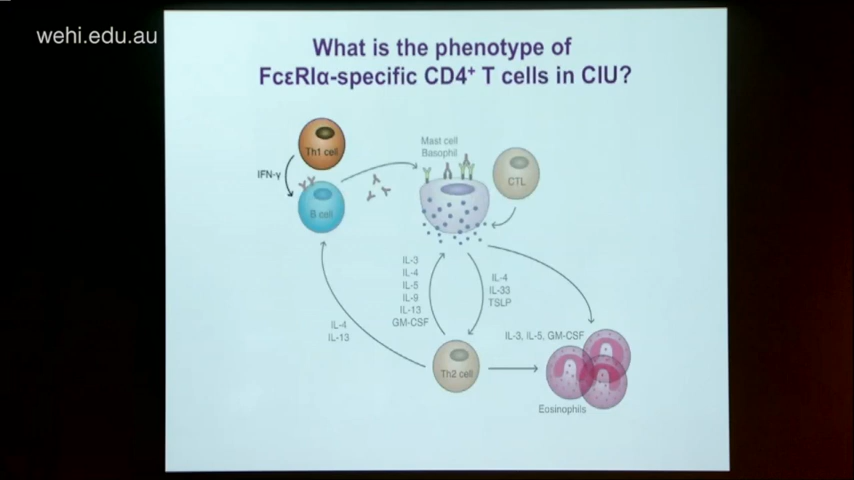 wehi.edu.au
What is the phenotype of
FcεRIα-specific CD4⁺ T cells in CIU?
Th1 cell
IFN-γ
B cell
Mast cell
Basophil
CTL
IL-3
IL-4
IL-5
IL-9
IL-13
GM-CSF
IL-4
IL-33
TSLP
IL-4
IL-13
Th2 cell
IL-3, IL-5, GM-CSF
Eosinophils